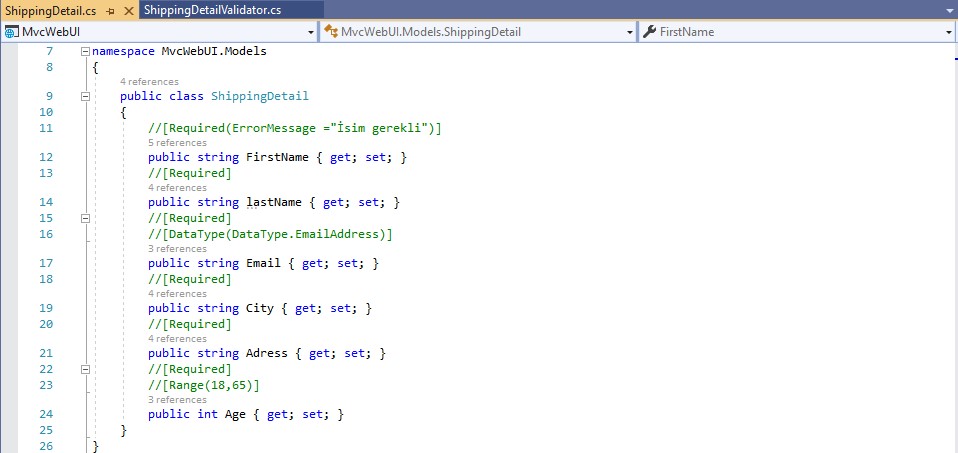 ShippingDetail.cs ShippingDetailValidator.cs
MvcWebUI MvcWebUI.Models.ShippingDetail FirstName
7 namespace MvcWebUI.Models
8 {
4 references
9 public class ShippingDetail
10 {
11 //[Required(ErrorMessage ="İsim gerekli")]
5 references
12 public string FirstName { get; set; }
13 //[Required]
4 references
14 public string lastName { get; set; }
15 //[Required]
16 //[DataType(DataType.EmailAddress)]
3 references
17 public string Email { get; set; }
18 //[Required]
4 references
19 public string City { get; set; }
20 //[Required]
4 references
21 public string Adress { get; set; }
22 //[Required]
23 //[Range(18,65)]
3 references
24 public int Age { get; set; }
25 }
26 }